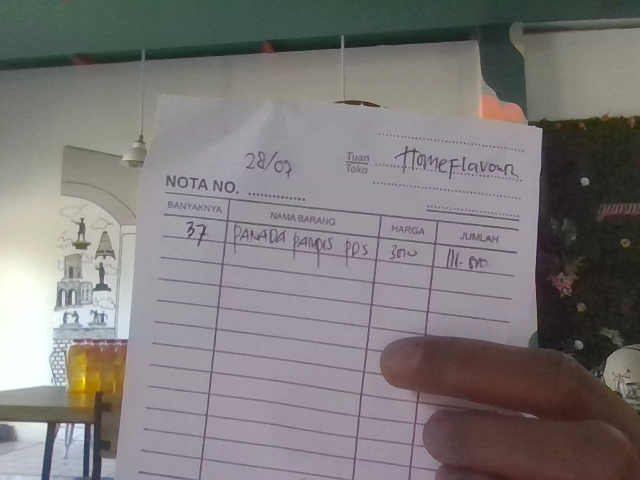 28/07
Tuan
Toko
HomeFlavour
NOTA NO.
BANYAKNYA NAMA BARANG HARGA JUMLAH
37 PANADA pampis PPS 3000 111.000